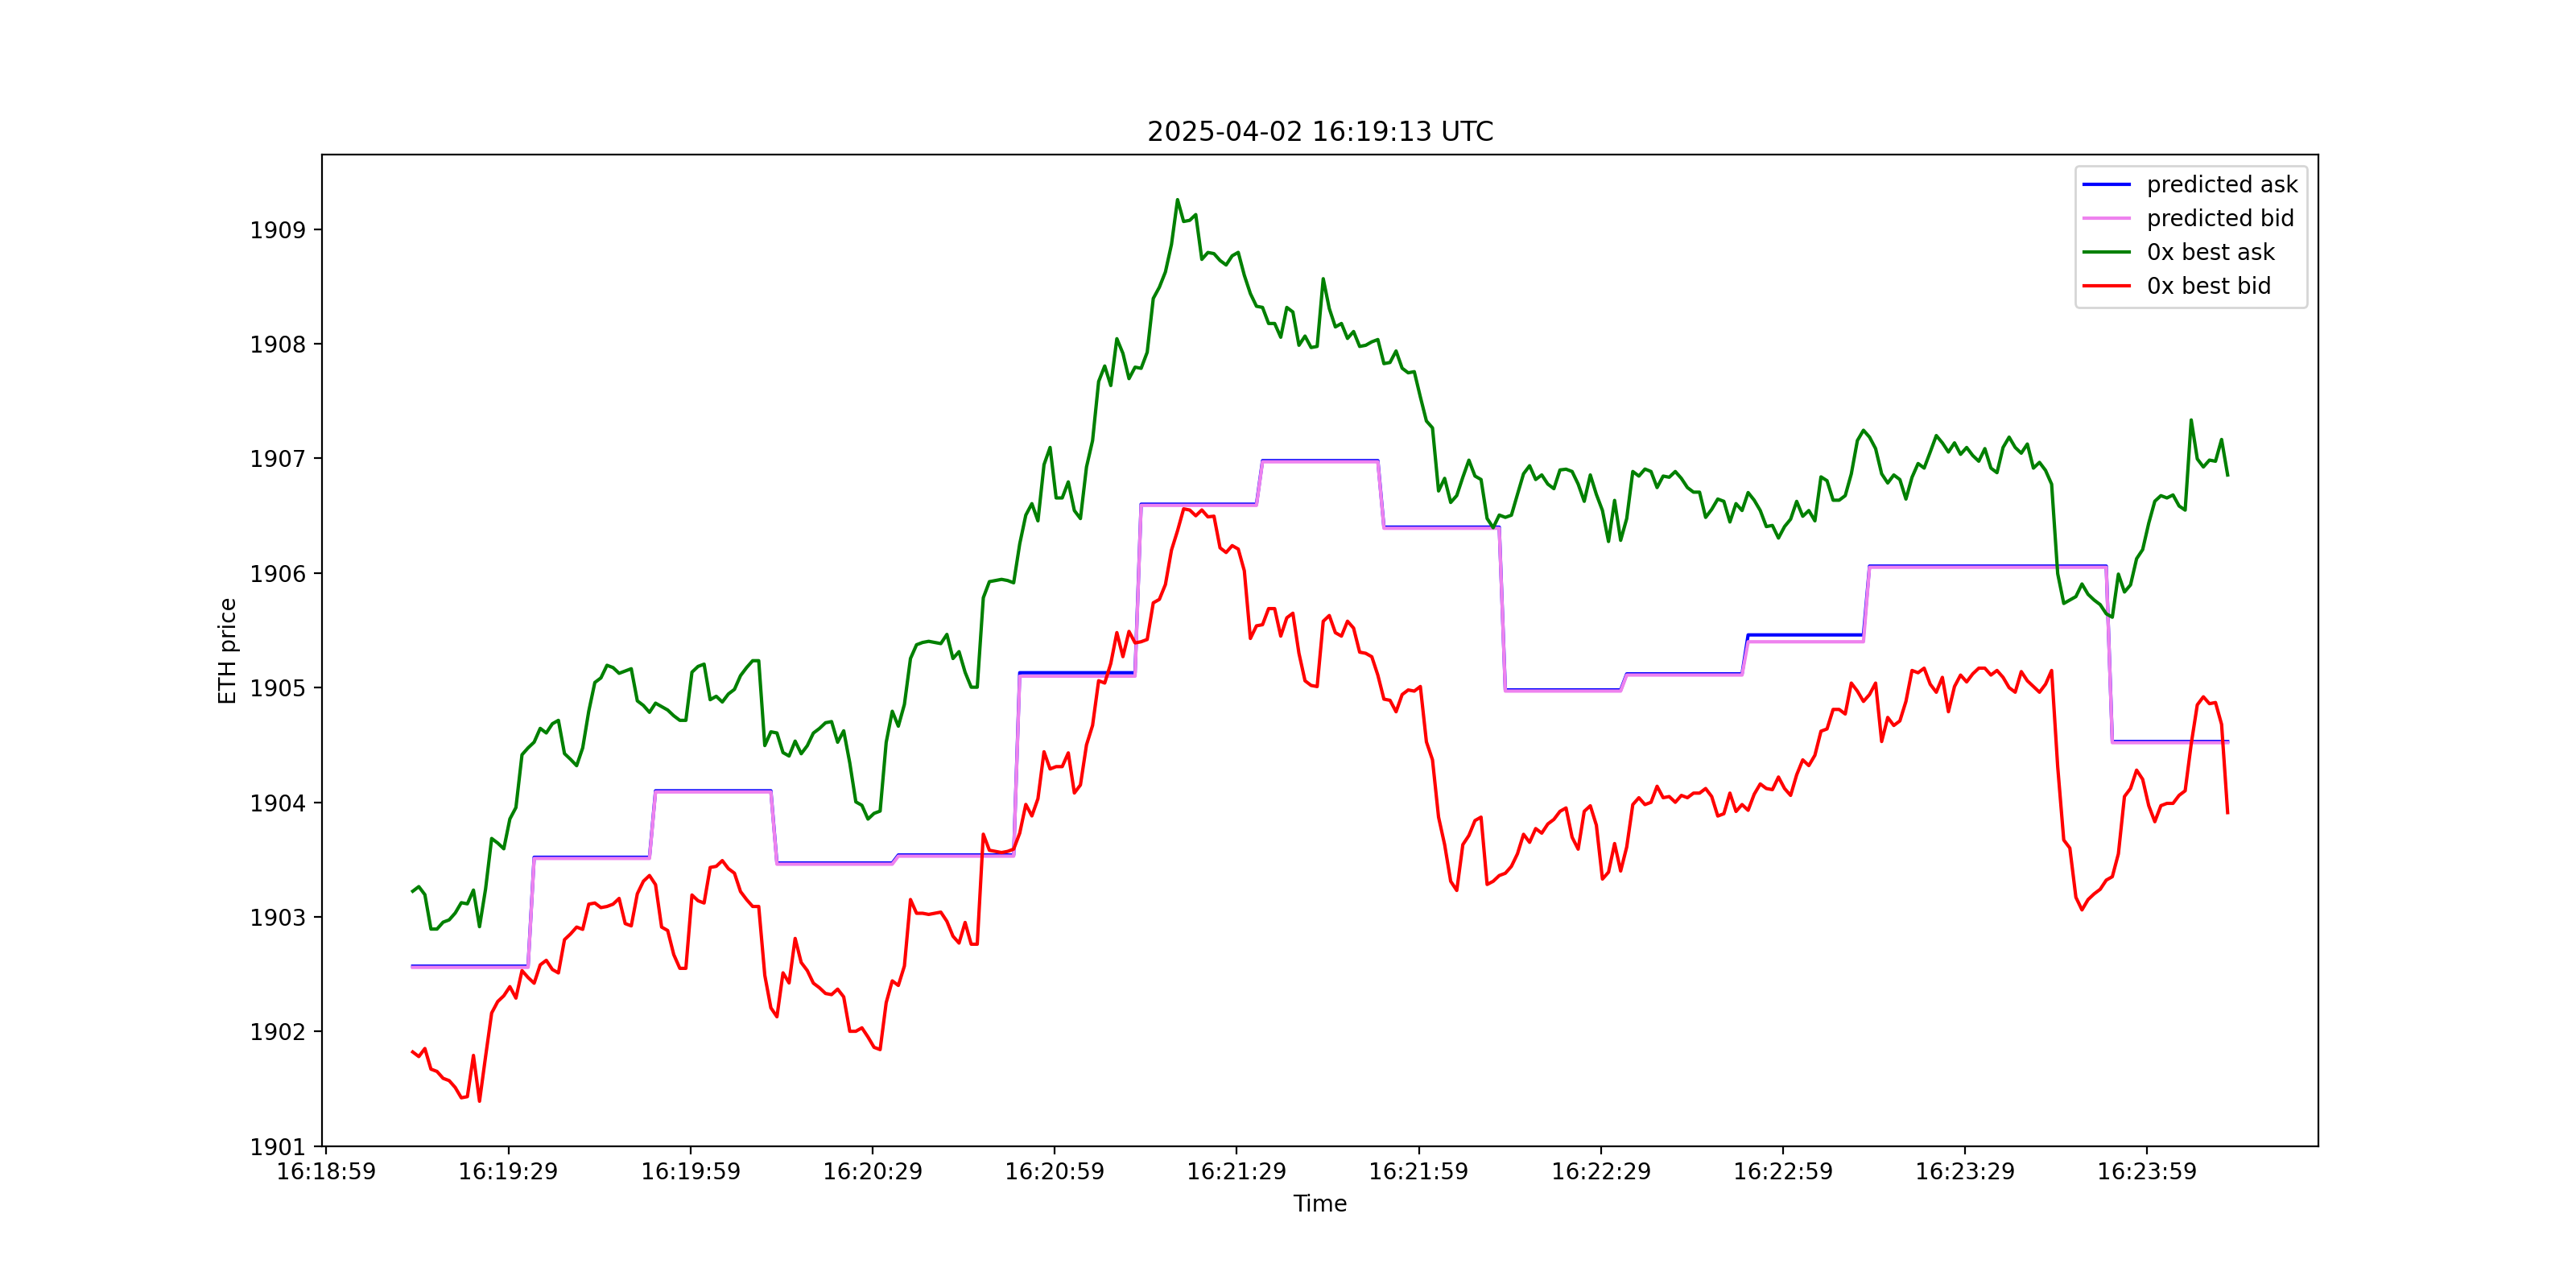 2025-04-02 16:19:13 UTC
predicted ask
predicted bid
0x best ask
0x best bid
ETH price
1909
1908
1907
1906
1905
1904
1903
1902
1901
16:18:59 16:19:29 16:19:59 16:20:29 16:20:59 16:21:29 16:21:59 16:22:29 16:22:59 16:23:29 16:23:59
Time